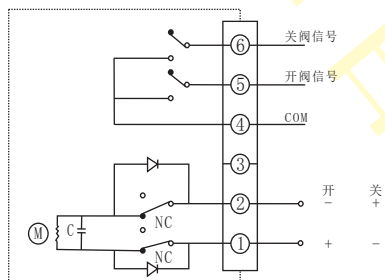 ⑥ 关阀信号
⑤ 开阀信号
④ COM
③
开 关
② − +
NC
M C
① + −
NC